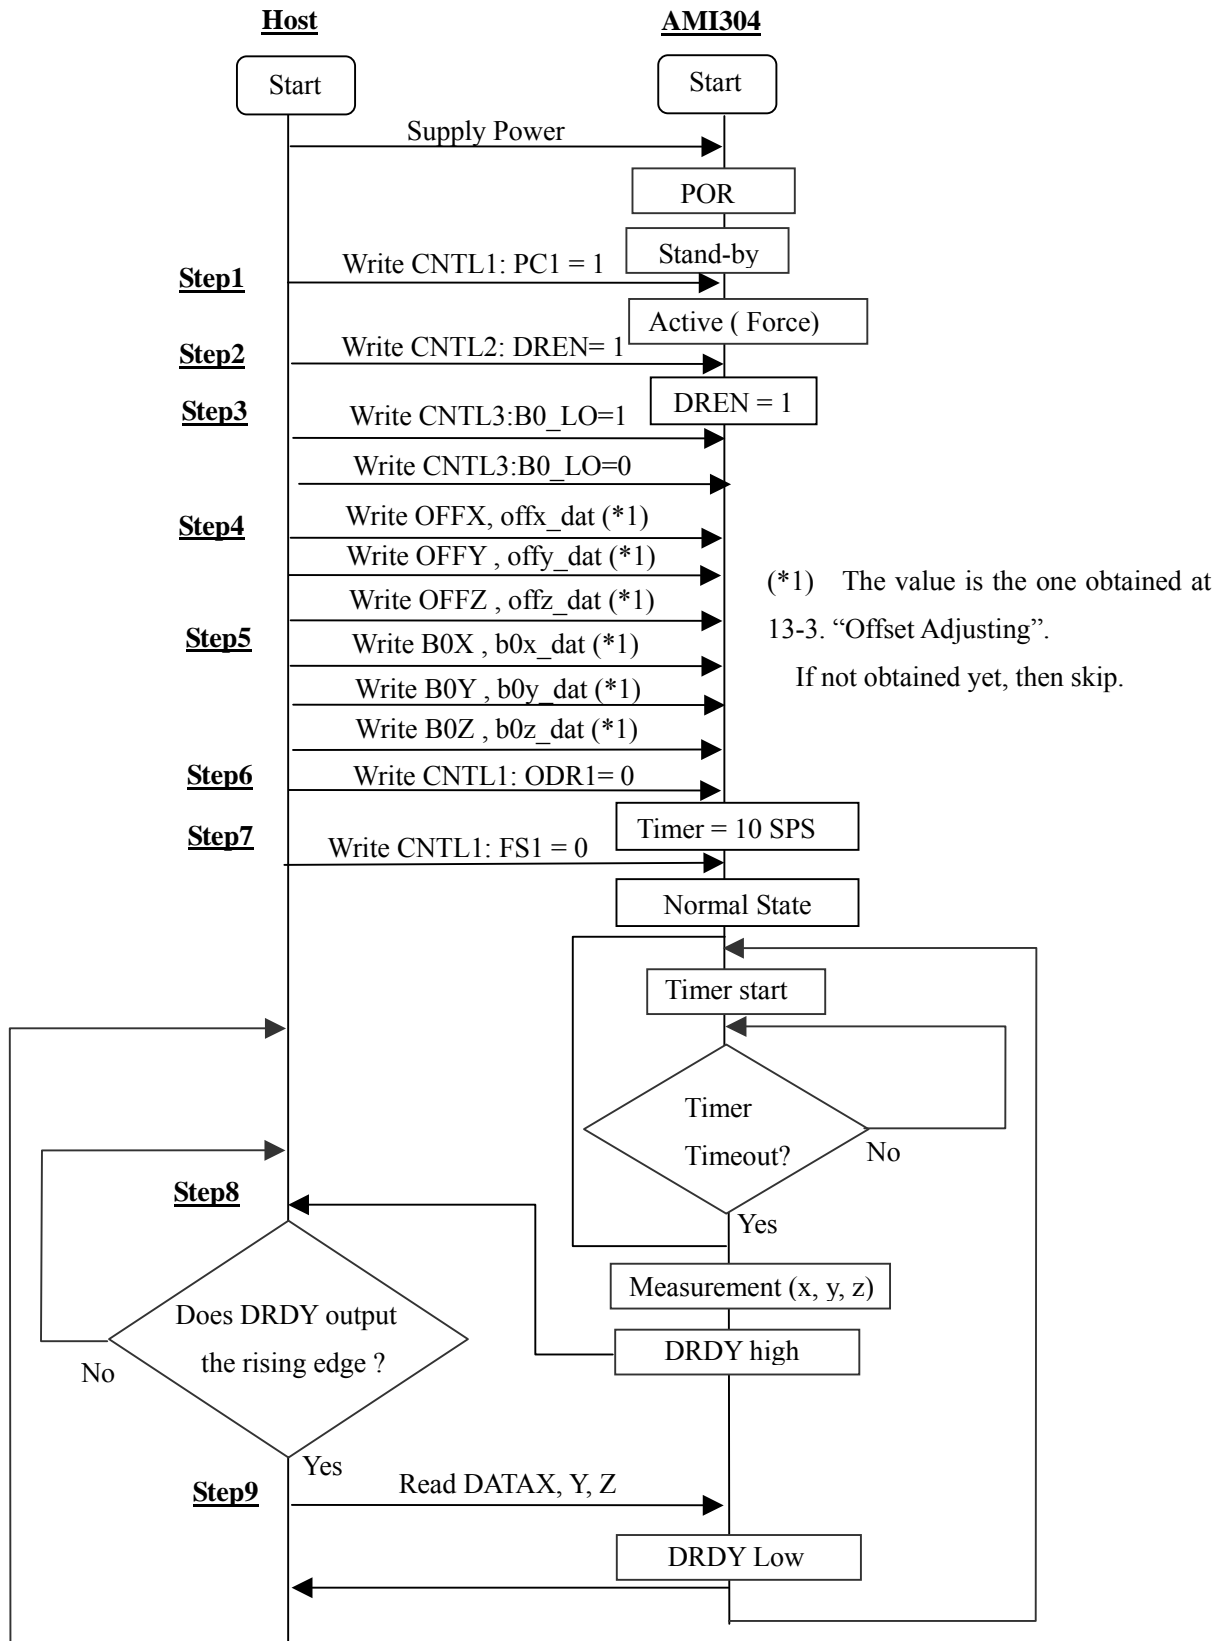 Host
AMI304
Start
Start
Supply Power
POR
Stand-by
Step1
Write CNTL1: PC1 = 1
Active ( Force)
Step2
Write CNTL2: DREN= 1
DREN = 1
Step3
Write CNTL3:B0_LO=1
Write CNTL3:B0_LO=0
Step4
Write OFFX, offx_dat (*1)
Write OFFY , offy_dat (*1)
Write OFFZ , offz_dat (*1)
(*1) The value is the one obtained at
13-3. “Offset Adjusting”.
If not obtained yet, then skip.
Step5
Write B0X , b0x_dat (*1)
Write B0Y , b0y_dat (*1)
Write B0Z , b0z_dat (*1)
Step6
Write CNTL1: ODR1= 0
Timer = 10 SPS
Step7
Write CNTL1: FS1 = 0
Normal State
Timer start
Timer
Timeout?
No
Yes
Step8
Measurement (x, y, z)
Does DRDY output
the rising edge ?
No
DRDY high
Yes
Step9
Read DATAX, Y, Z
DRDY Low